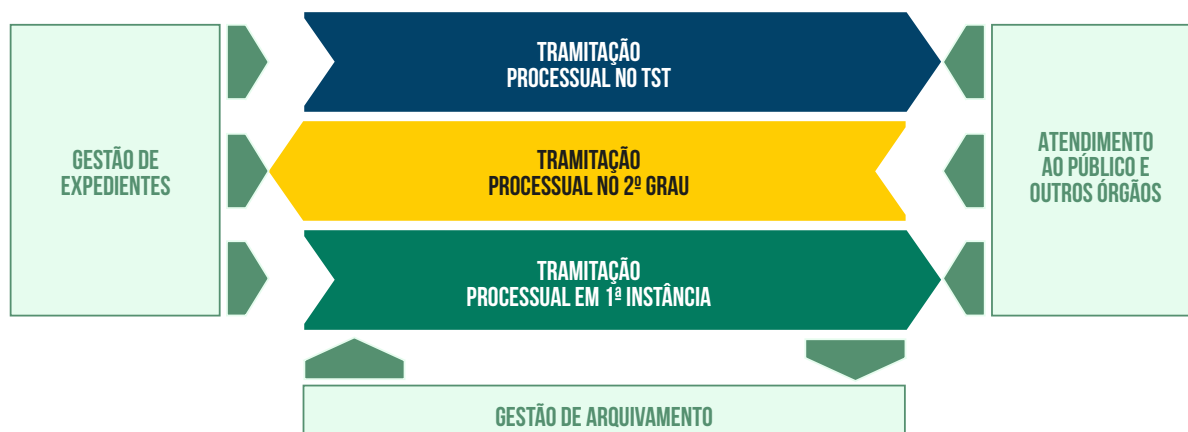 TRAMITAÇÃO
PROCESSUAL NO TST
GESTÃO DE
EXPEDIENTES
TRAMITAÇÃO
PROCESSUAL NO 2º GRAU
ATENDIMENTO
AO PÚBLICO E
OUTROS ÓRGÃOS
TRAMITAÇÃO
PROCESSUAL EM 1ª INSTÂNCIA
GESTÃO DE ARQUIVAMENTO